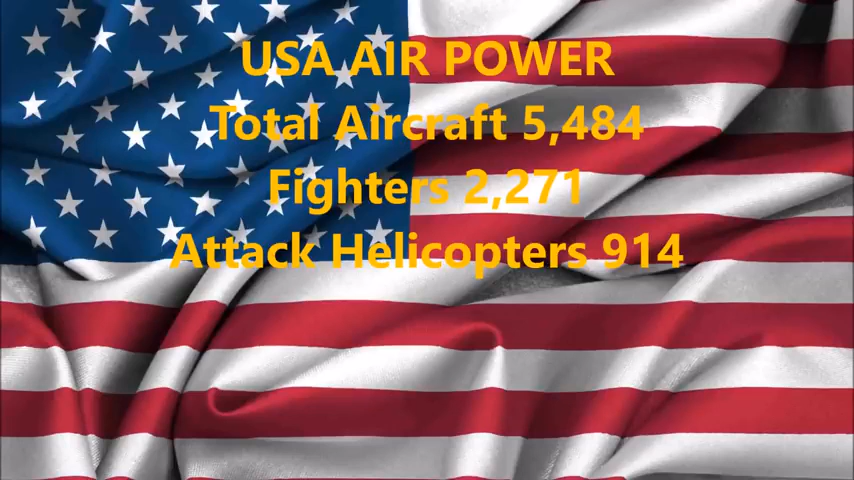 USA AIR POWER
Total Aircraft 5,484
Fighters 2,271
Attack Helicopters 914